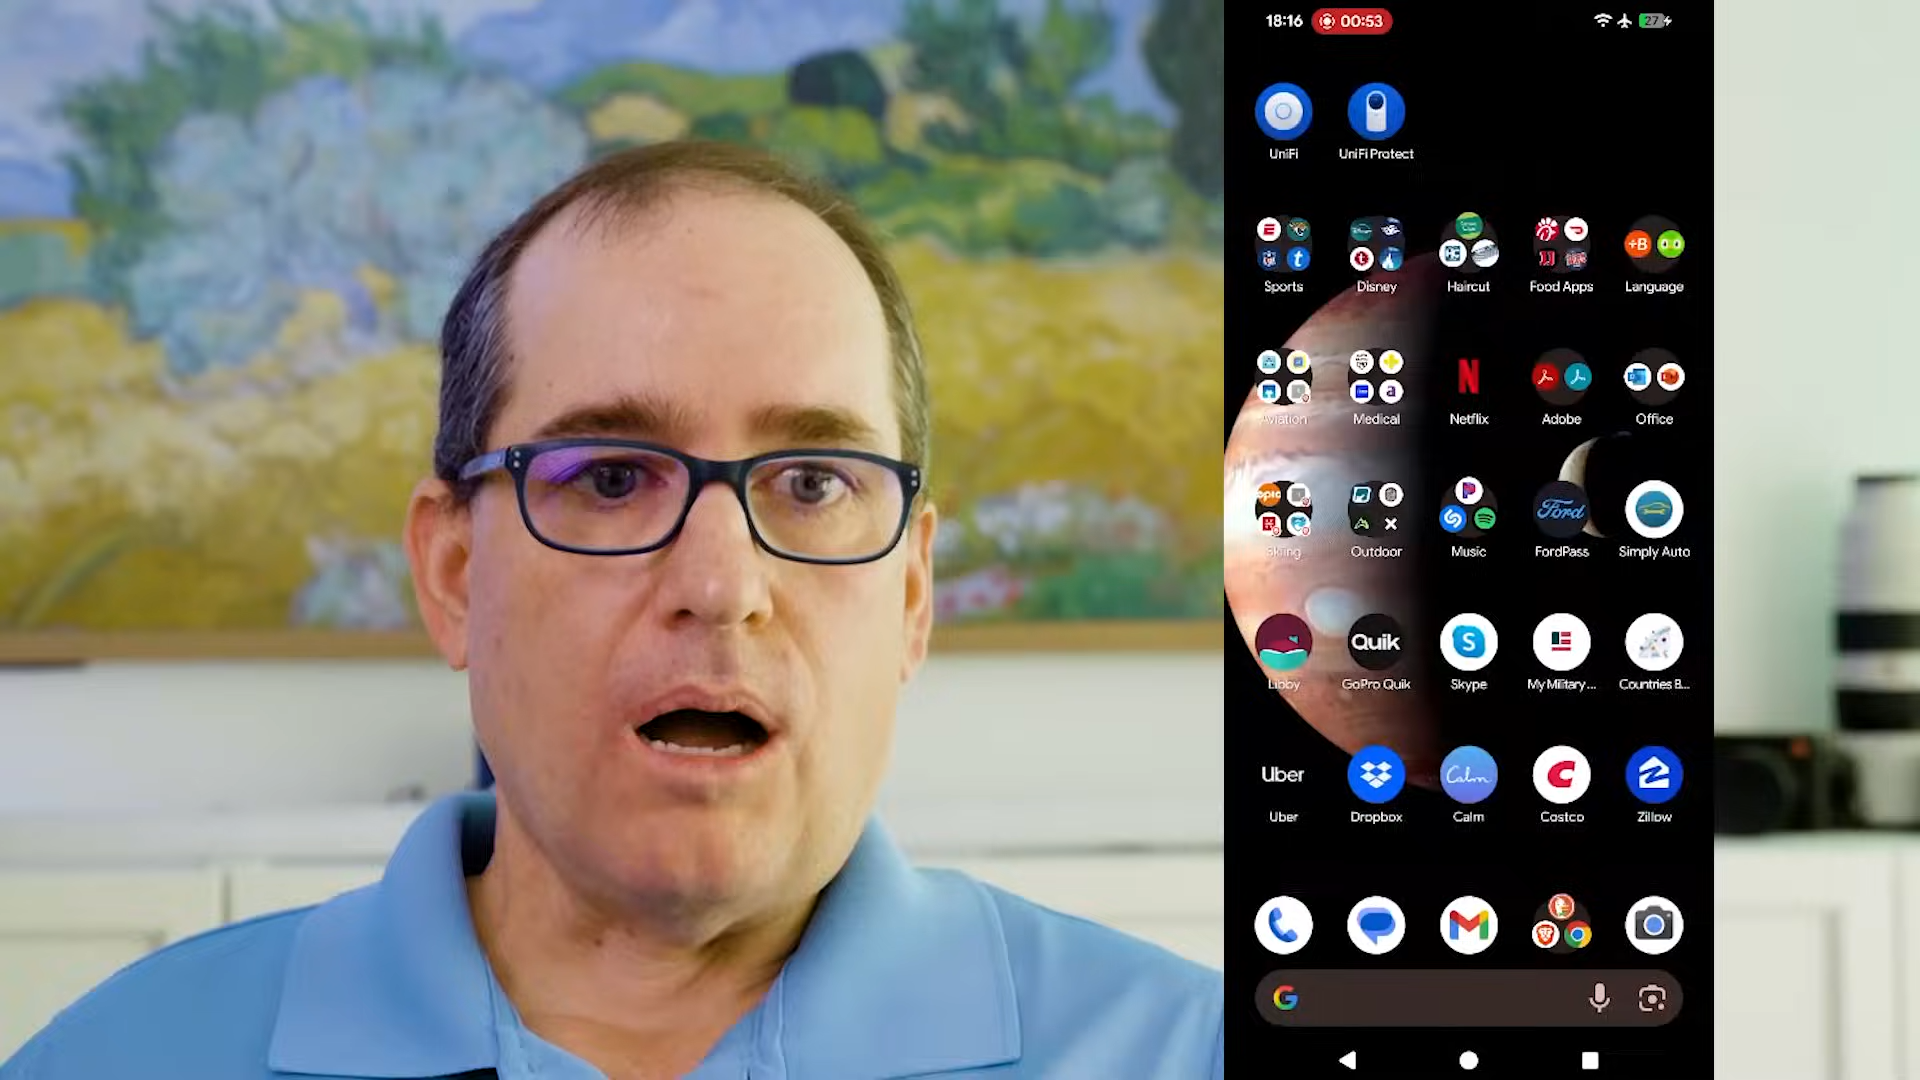 18:16 00:53 27
UniFi UniFi Protect
Sports Disney Haircut Food Apps Language
Aviation Medical Netflix Adobe Office
Skiing Outdoor Music FordPass Simply Auto
Ford
Libby GoPro Quik Skype My Military... Countries B...
Quik
Uber
Calm
Uber Dropbox Calm Costco Zillow